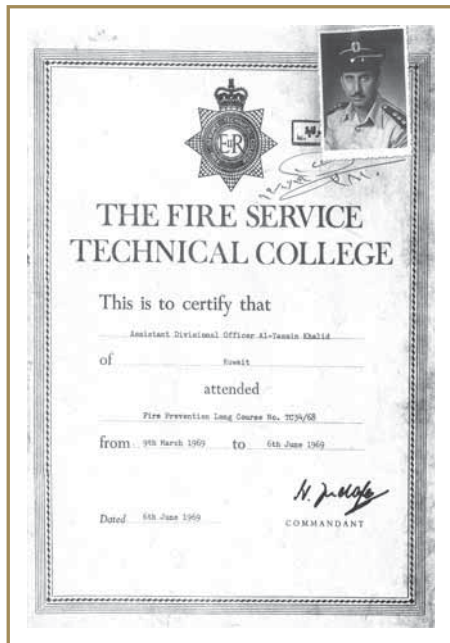 E II R
THE FIRE SERVICE
TECHNICAL COLLEGE
This is to certify that
Assistant Divisional Officer Al-Yassin Khalid
of Kuwait
attended
Fire Prevention Long Course No. TC34/68
from 9th March 1969 to 6th June 1969
Dated 6th June 1969
COMMANDANT